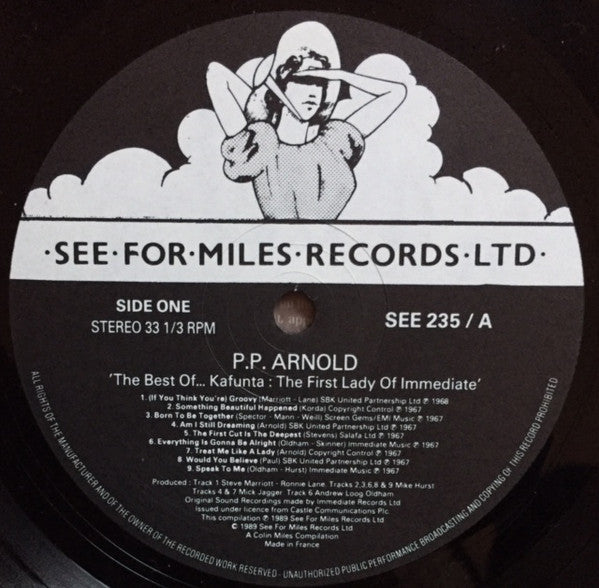 ·SEE·FOR·MILES·RECORDS·LTD·
SIDE ONE
STEREO 33 1/3 RPM
SEE 235 / A
P.P. ARNOLD
'The Best Of... Kafunta : The First Lady Of Immediate'
1. (If You Think You're) Groovy (Marriott - Lane) SBK United Partnership Ltd ℗ 1968
2. Something Beautiful Happened (Korda) Copyright Control ℗ 1967
3. Born To Be Together (Spector - Mann - Weill) Screen Gems/EMI Music ℗ 1967
4. Am I Still Dreaming (Arnold) SBK United Partnership Ltd ℗ 1967
5. The First Cut Is The Deepest (Stevens) Salafa Ltd ℗ 1967
6. Everything Is Gonna Be Alright (Oldham - Skinner) Immediate Music ℗ 1967
7. Treat Me Like A Lady (Arnold) Copyright Control ℗ 1967
8. Would You Believe (Paul) SBK United Partnership Ltd ℗ 1967
9. Speak To Me (Oldham - Hurst) Immediate Music ℗ 1967
Produced : Track 1 Steve Marriott - Ronnie Lane, Tracks 2,3,6,8 & 9 Mike Hurst
Tracks 4 & 7 Mick Jagger. Track 6 Andrew Loog Oldham
Original Sound Recordings made by Immediate Records Ltd
Issued under licence from Castle Communications Plc.
This compilation ℗ 1989 See For Miles Records Ltd
© 1989 See For Miles Records Ltd
A Colin Miles Compilation
Made in France
ALL RIGHTS OF THE MANUFACTURER AND OF THE OWNER OF THE RECORDED WORK RESERVED - UNAUTHORIZED PUBLIC PERFORMANCE BROADCASTING AND COPYING OF THIS RECORD PROHIBITED